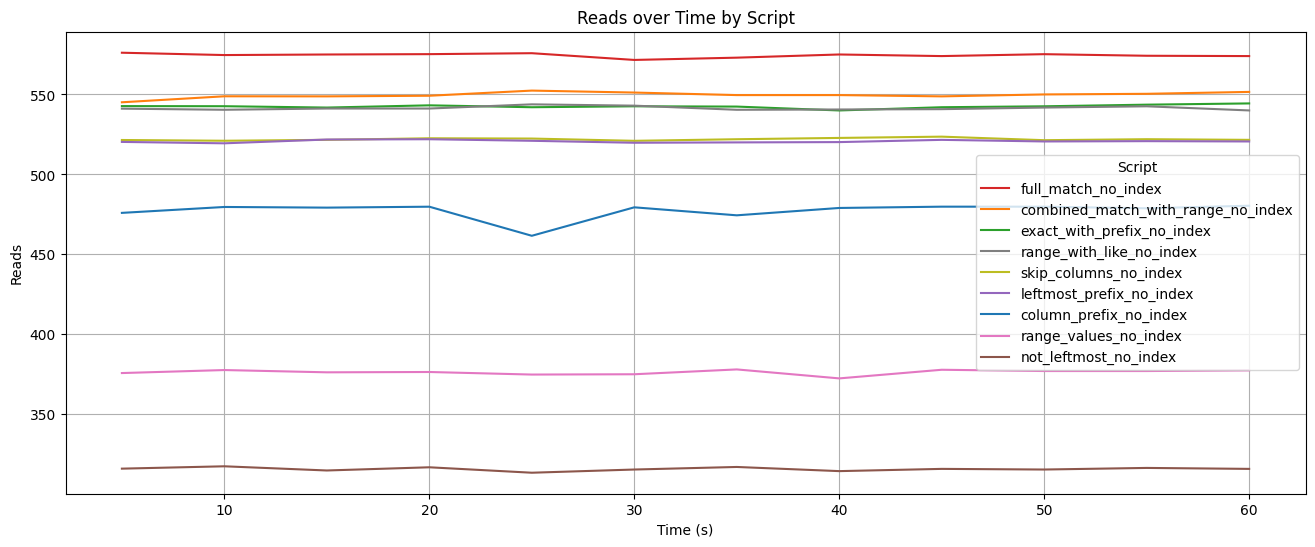 Reads over Time by Script
Reads
550
500
450
400
350
Script
full_match_no_index
combined_match_with_range_no_index
exact_with_prefix_no_index
range_with_like_no_index
skip_columns_no_index
leftmost_prefix_no_index
column_prefix_no_index
range_values_no_index
not_leftmost_no_index
10 20 30 40 50 60
Time (s)